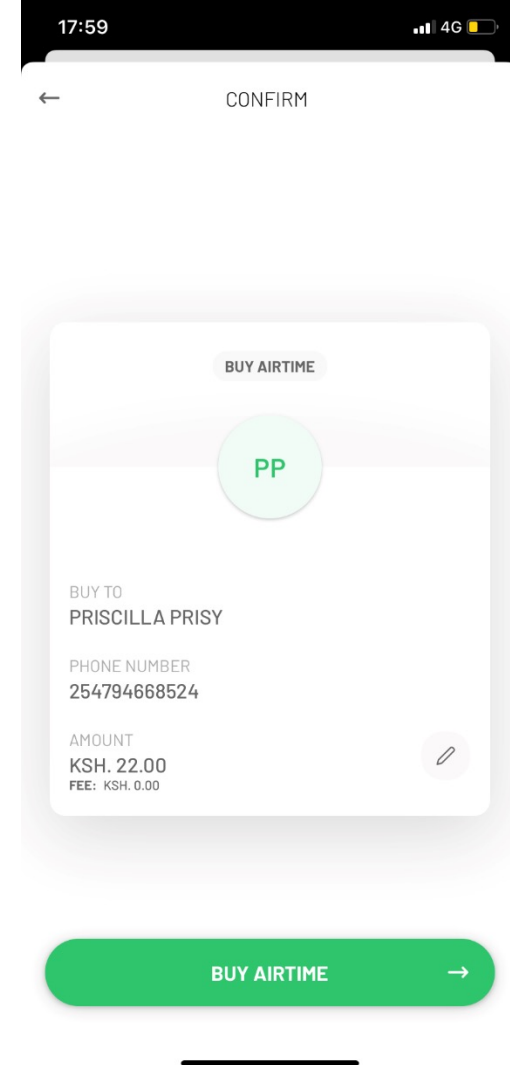 17:59 4G
CONFIRM
BUY AIRTIME
PP
BUY TO
PRISCILLA PRISY
PHONE NUMBER
254794668524
AMOUNT
KSH. 22.00
FEE: KSH. 0.00
BUY AIRTIME